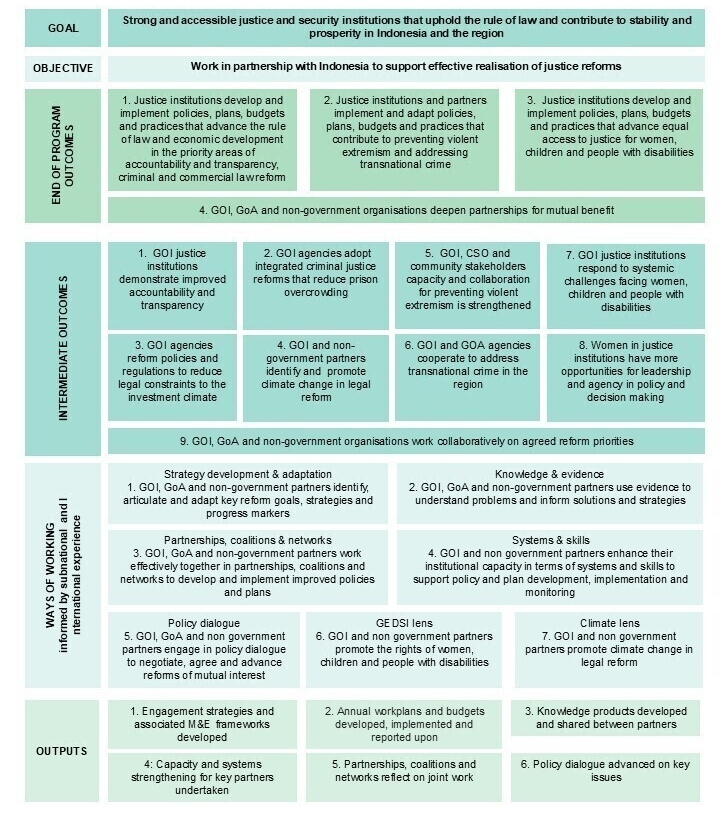 GOAL
Strong and accessible justice and security institutions that uphold the rule of law and contribute to stability and
prosperity in Indonesia and the region
OBJECTIVE
Work in partnership with Indonesia to support effective realisation of justice reforms
END OF PROGRAM
OUTCOMES
1. Justice institutions develop and
implement policies, plans, budgets
and practices that advance the rule
of law and economic development
in the priority areas of
accountability and transparency,
criminal and commercial law reform
2. Justice institutions and partners
implement and adapt policies,
plans, budgets and practices that
contribute to preventing violent
extremism and addressing
transnational crime
3. Justice institutions develop and
implement policies, plans, budgets
and practices that advance equal
access to justice for women,
children and people with disabilities
4. GOI, GoA and non-government organisations deepen partnerships for mutual benefit
INTERMEDIATE OUTCOMES
1. GOI justice
institutions
demonstrate improved
accountability and
transparency
2. GOI agencies adopt
integrated criminal justice
reforms that reduce prison
overcrowding
5. GOI, CSO and
community stakeholders
capacity and collaboration
for preventing violent
extremism is strengthened
7. GOI justice institutions
respond to systemic
challenges facing women,
children and people with
disabilities
3. GOI agencies
reform policies and
regulations to reduce
legal constraints to the
investment climate
4. GOI and non-
government partners
identify and promote
climate change in legal
reform
6. GOI and GOA agencies
cooperate to address
transnational crime in the
region
8. Women in justice
institutions have more
opportunities for leadership
and agency in policy and
decision making
9. GOI, GoA and non-government organisations work collaboratively on agreed reform priorities
WAYS OF WORKING
informed by subnational and I
nternational experience
Strategy development & adaptation
1. GOI, GoA and non-government partners identify,
articulate and adapt key reform goals, strategies and
progress markers
Knowledge & evidence
2. GOI, GoA and non-government partners use evidence to
understand problems and inform solutions and strategies
Partnerships, coalitions & networks
3. GOI, GoA and non-government partners work
effectively together in partnerships, coalitions and
networks to develop and implement improved policies
and plans
Systems & skills
4. GOI and non government partners enhance their
institutional capacity in terms of systems and skills to
support policy and plan development, implementation and
monitoring
Policy dialogue
5. GOI, GoA and non government
partners engage in policy dialogue
to negotiate, agree and advance
reforms of mutual interest
GEDSI lens
6. GOI and non government partners
promote the rights of women,
children and people with disabilities
Climate lens
7. GOI and non government
partners promote climate change in
legal reform
OUTPUTS
1. Engagement strategies and
associated M&E frameworks
developed
2. Annual workplans and budgets
developed, implemented and
reported upon
3. Knowledge products developed
and shared between partners
4: Capacity and systems
strengthening for key partners
undertaken
5. Partnerships, coalitions and
networks reflect on joint work
6. Policy dialogue advanced on key
issues